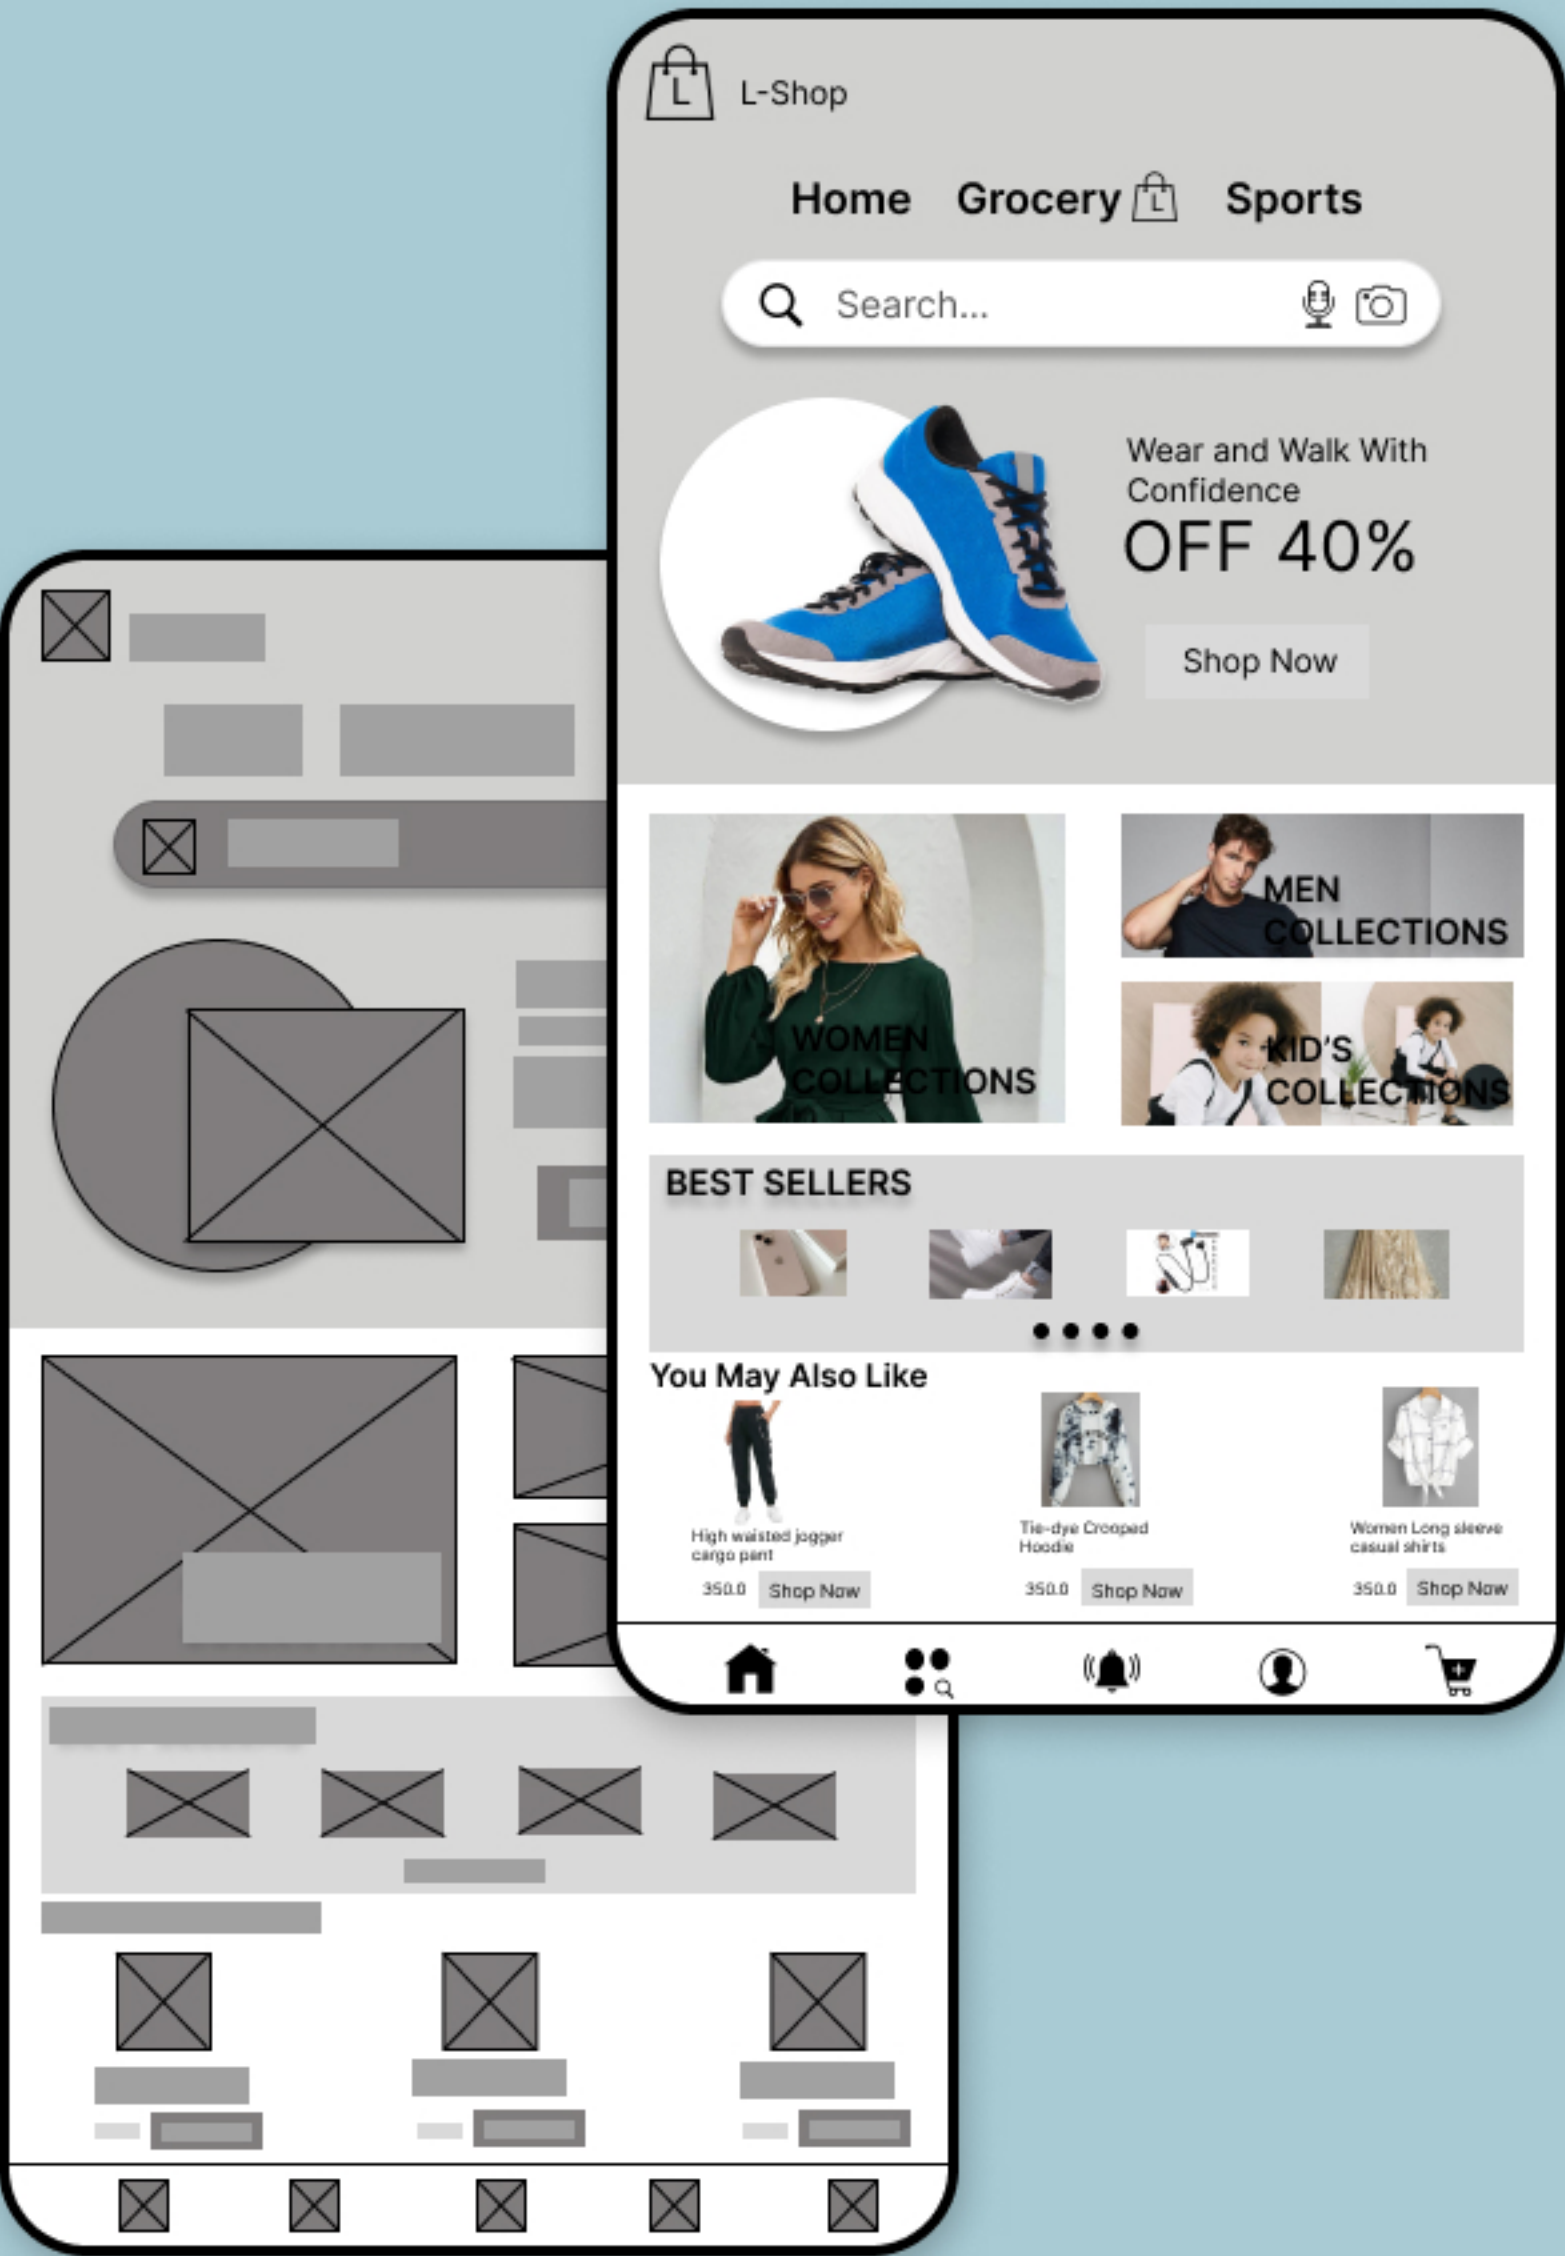 L
L-Shop
Home Grocery L Sports
Search...
Wear and Walk With
Confidence
OFF 40%
Shop Now
MEN
COLLECTIONS
WOMEN
COLLECTIONS
KID'S
COLLECTIONS
BEST SELLERS
You May Also Like
High waisted jogger
cargo pant
350.0 Shop Now
Tie-dye Crooped
Hoodie
350.0 Shop Now
Women Long sleeve
casual shirts
350.0 Shop Now